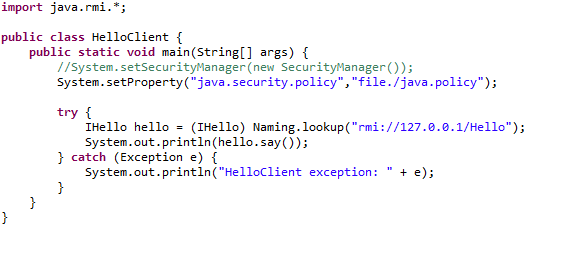 import java.rmi.*;

public class HelloClient {
    public static void main(String[] args) {
        //System.setSecurityManager(new SecurityManager());
        System.setProperty("java.security.policy","file./java.policy");

        try {
            IHello hello = (IHello) Naming.lookup("rmi://127.0.0.1/Hello");
            System.out.println(hello.say());
        } catch (Exception e) {
            System.out.println("HelloClient exception: " + e);
        }
    }
}